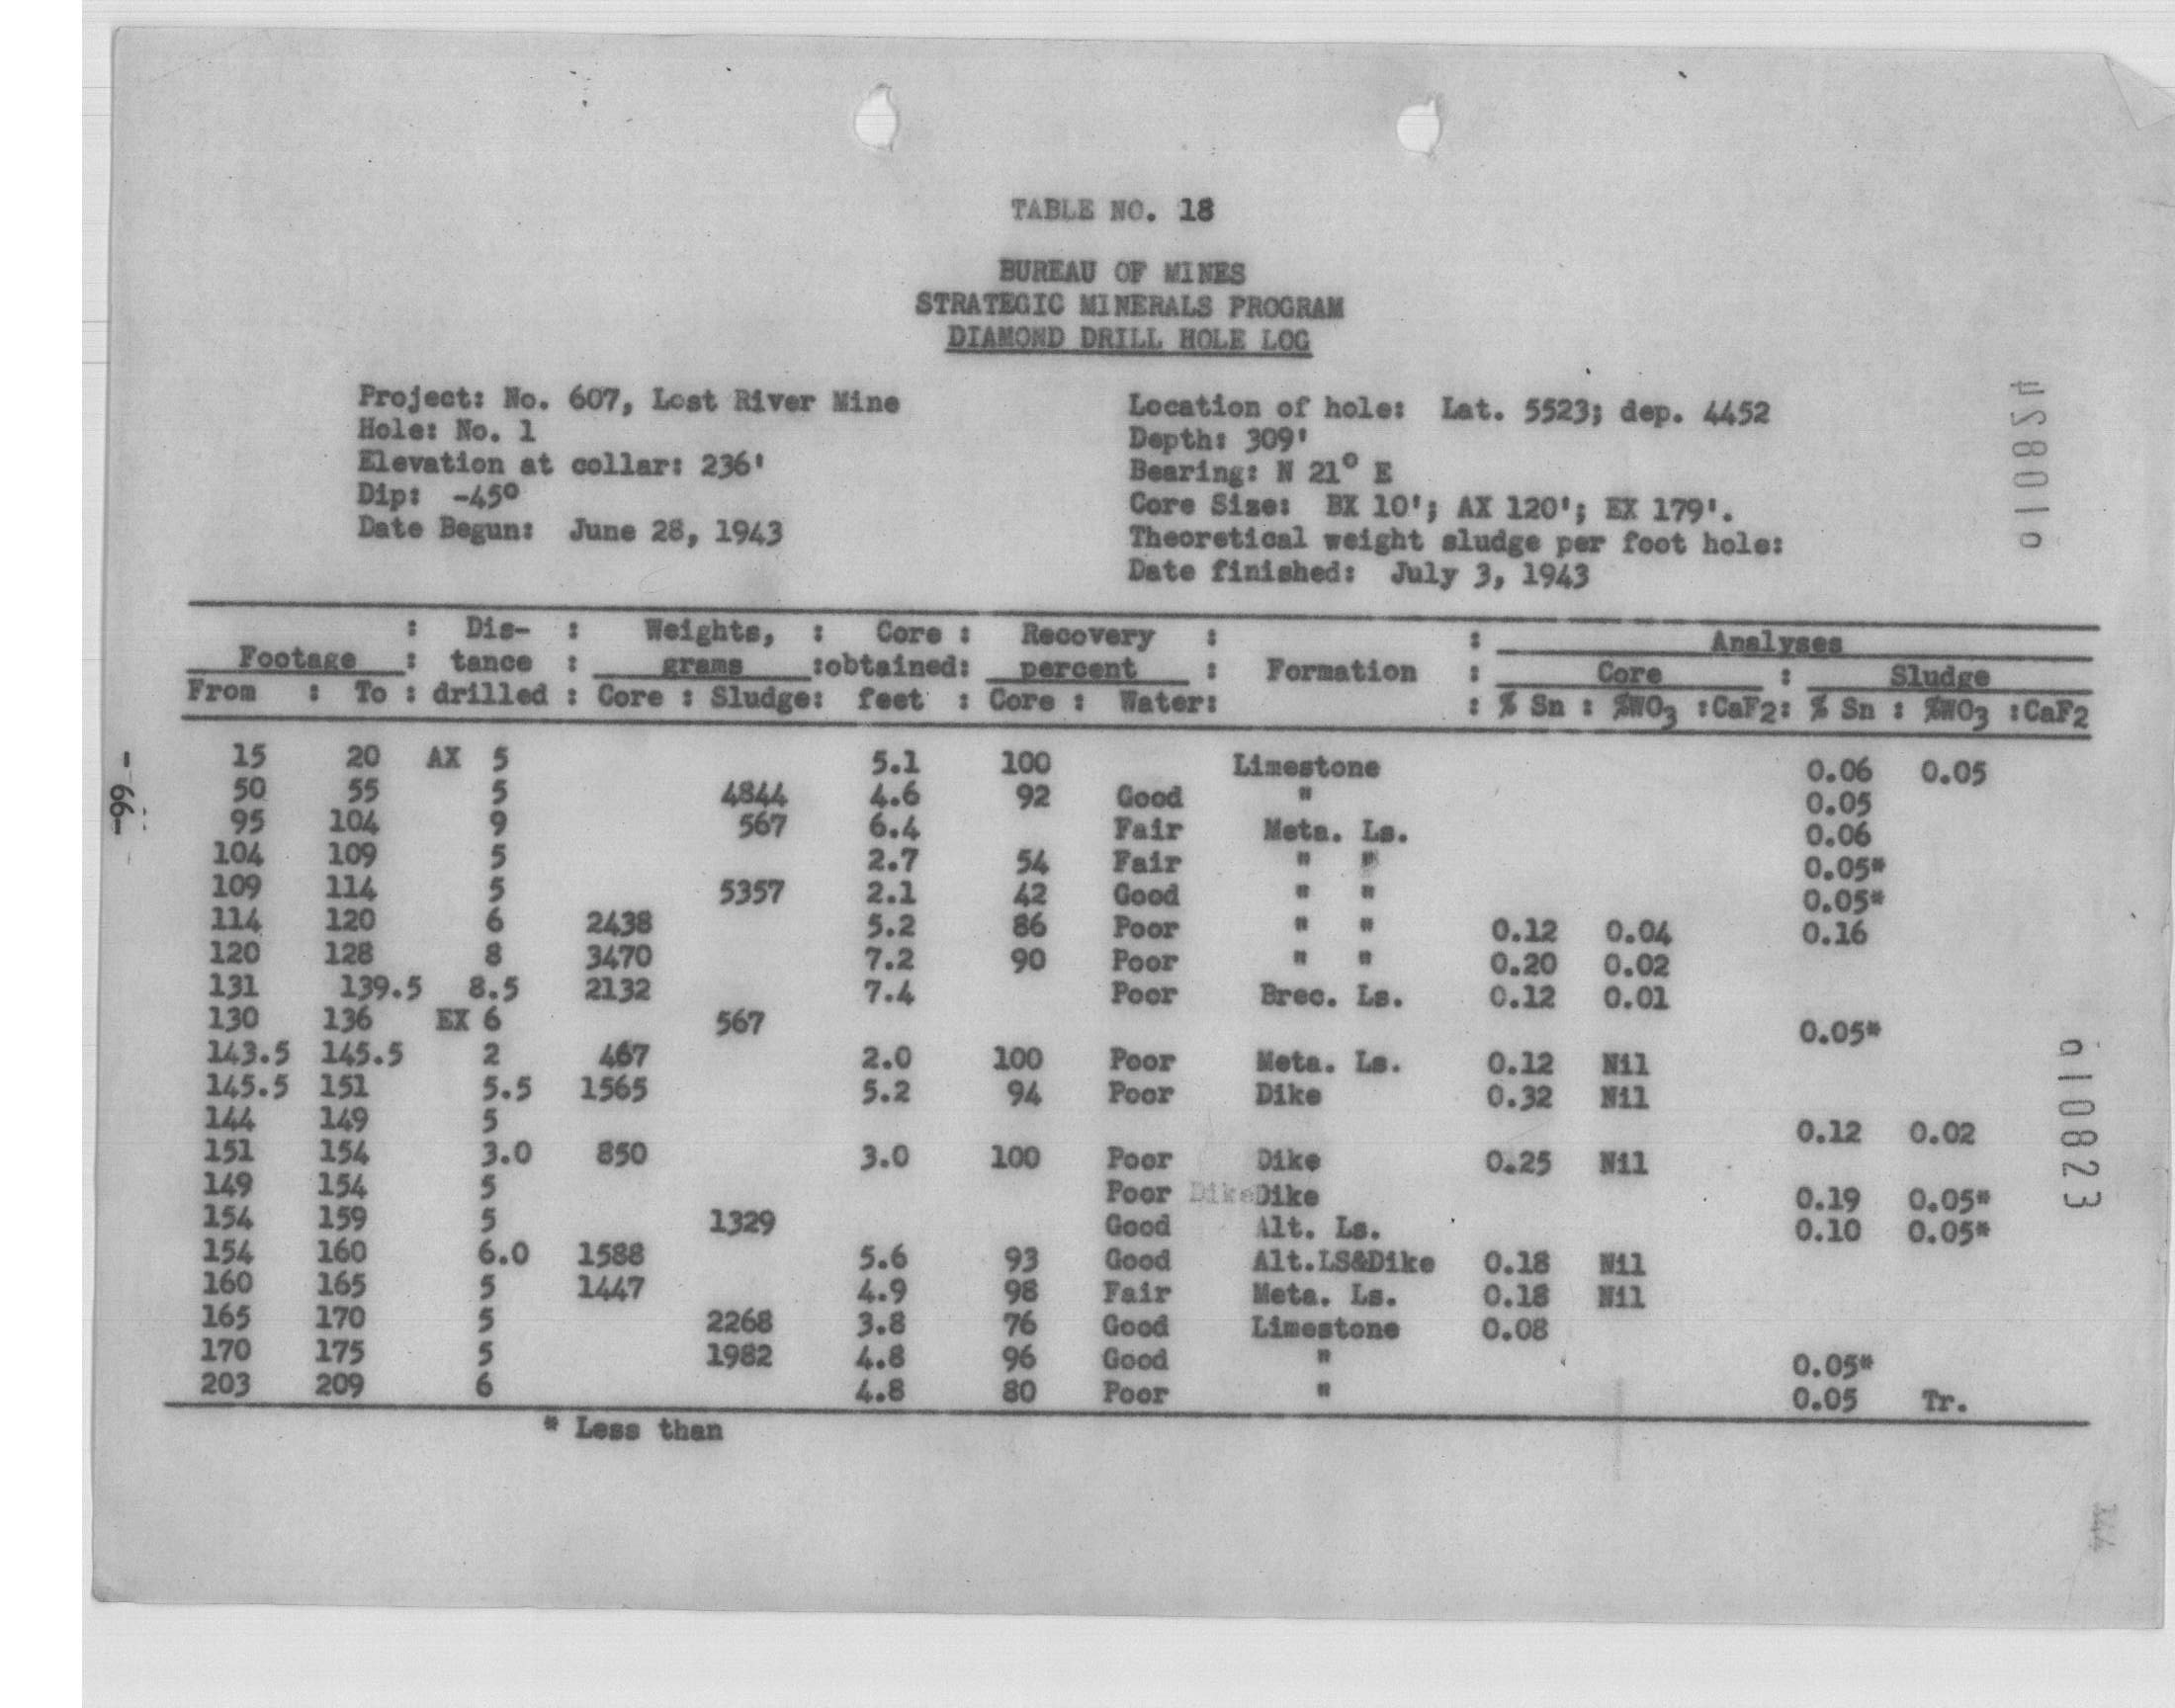 TABLE NO. 18
BUREAU OF MINES
STRATEGIC MINERALS PROGRAM
DIAMOND DRILL HOLE LOG
Project: No. 607, Lost River Mine
Hole: No. 1
Elevation at collar: 236'
Dip: -45°
Date Begun: June 28, 1943
Location of hole: Lat. 5523; dep. 4452
Depth: 309'
Bearing: N 21° E
Core Size: BX 10'; AX 120'; EX 179'.
Theoretical weight sludge per foot hole:
Date finished: July 3, 1943
: Dis- : Weights, : Core : Recovery : : Analyses
Footage : tance : grams :obtained: percent : Formation : Core : Sludge
From : To : drilled : Core : Sludge: feet : Core : Water: : % Sn : %WO3 :CaF2: % Sn : %WO3 :CaF2
15 20 AX 5 5.1 100 Limestone 0.06 0.05
50 55 5 4844 4.6 92 Good " 0.05
95 104 9 567 6.4 Fair Meta. Ls. 0.06
104 109 5 2.7 54 Fair " " 0.05*
109 114 5 5357 2.1 42 Good " " 0.05*
114 120 6 2438 5.2 86 Poor " " 0.12 0.04 0.16
120 128 8 3470 7.2 90 Poor " " 0.20 0.02
131 139.5 8.5 2132 7.4 Poor Brec. Ls. 0.12 0.01
130 136 EX 6 567 0.05*
143.5 145.5 2 467 2.0 100 Poor Meta. Ls. 0.12 Nil
145.5 151 5.5 1565 5.2 94 Poor Dike 0.32 Nil
144 149 5 0.12 0.02
151 154 3.0 850 3.0 100 Poor Dike 0.25 Nil
149 154 5 Poor Dike Dike 0.19 0.05*
154 159 5 1329 Good Alt. Ls. 0.10 0.05*
154 160 6.0 1588 5.6 93 Good Alt.LS&Dike 0.18 Nil
160 165 5 1447 4.9 98 Fair Meta. Ls. 0.18 Nil
165 170 5 2268 3.8 76 Good Limestone 0.08
170 175 5 1982 4.8 96 Good " 0.05*
203 209 6 4.8 80 Poor " 0.05 Tr.
* Less than
-66-
010824
010823